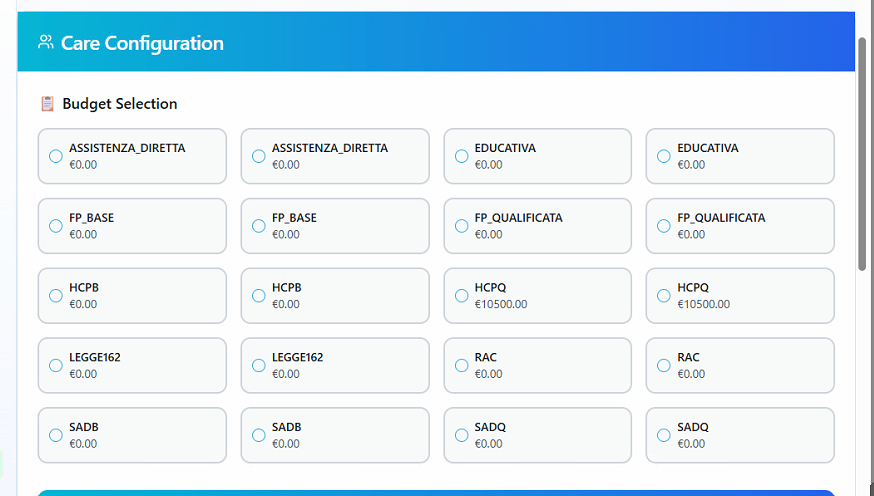 Care Configuration
Budget Selection
ASSISTENZA_DIRETTA
€0.00
ASSISTENZA_DIRETTA
€0.00
EDUCATIVA
€0.00
EDUCATIVA
€0.00
FP_BASE
€0.00
FP_BASE
€0.00
FP_QUALIFICATA
€0.00
FP_QUALIFICATA
€0.00
HCPB
€0.00
HCPB
€0.00
HCPQ
€10500.00
HCPQ
€10500.00
LEGGE162
€0.00
LEGGE162
€0.00
RAC
€0.00
RAC
€0.00
SADB
€0.00
SADB
€0.00
SADQ
€0.00
SADQ
€0.00